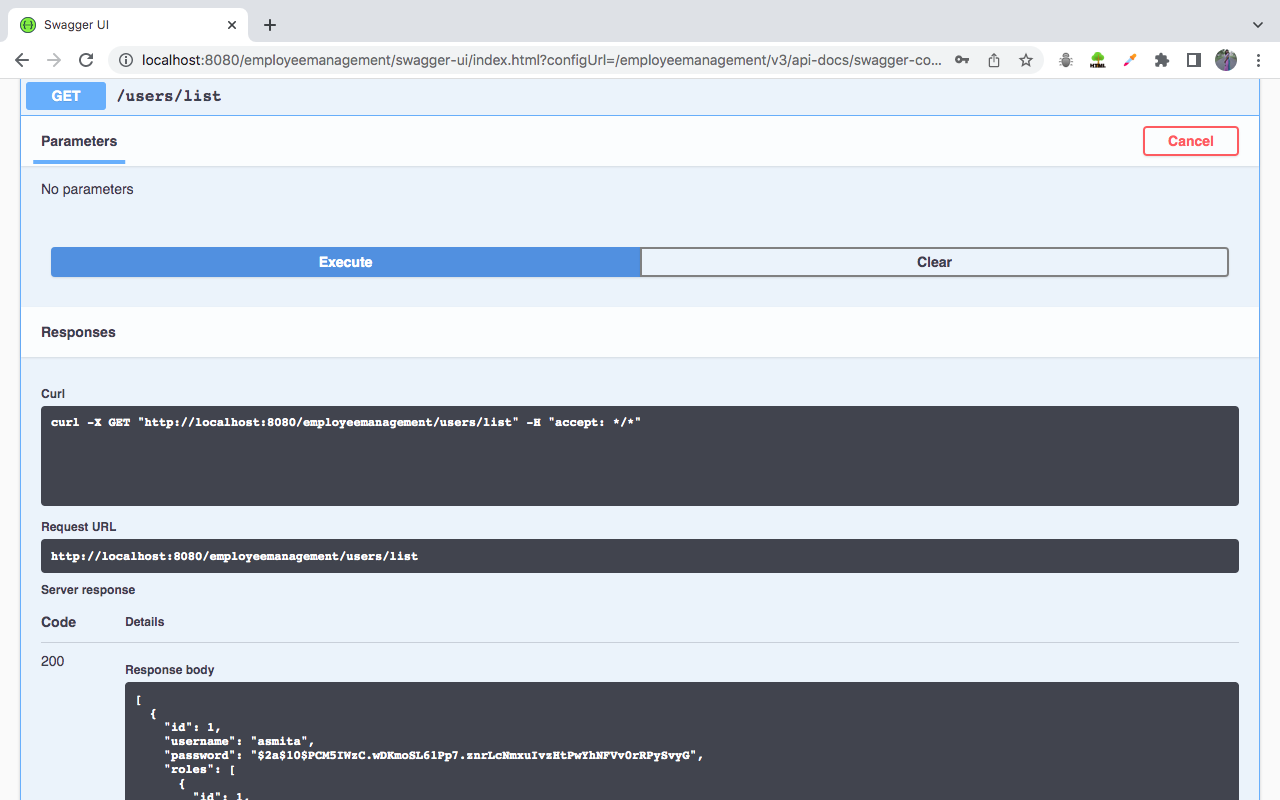 Swagger UI
localhost:8080/employeemanagement/swagger-ui/index.html?configUrl=/employeemanagement/v3/api-docs/swagger-co...
HTML
GET /users/list
Parameters
Cancel
No parameters
Execute
Clear
Responses
Curl
curl -X GET "http://localhost:8080/employeemanagement/users/list" -H "accept: */*"
Request URL
http://localhost:8080/employeemanagement/users/list
Server response
Code Details
200
Response body
[
{
"id": 1,
"username": "asmita",
"password": "$2a$10$PCM5IWzC.wDKmoSL61Pp7.znrLcNmxuIvzHtPwYhNFVv0rRPySvyG",
"roles": [
{
"id": 1,